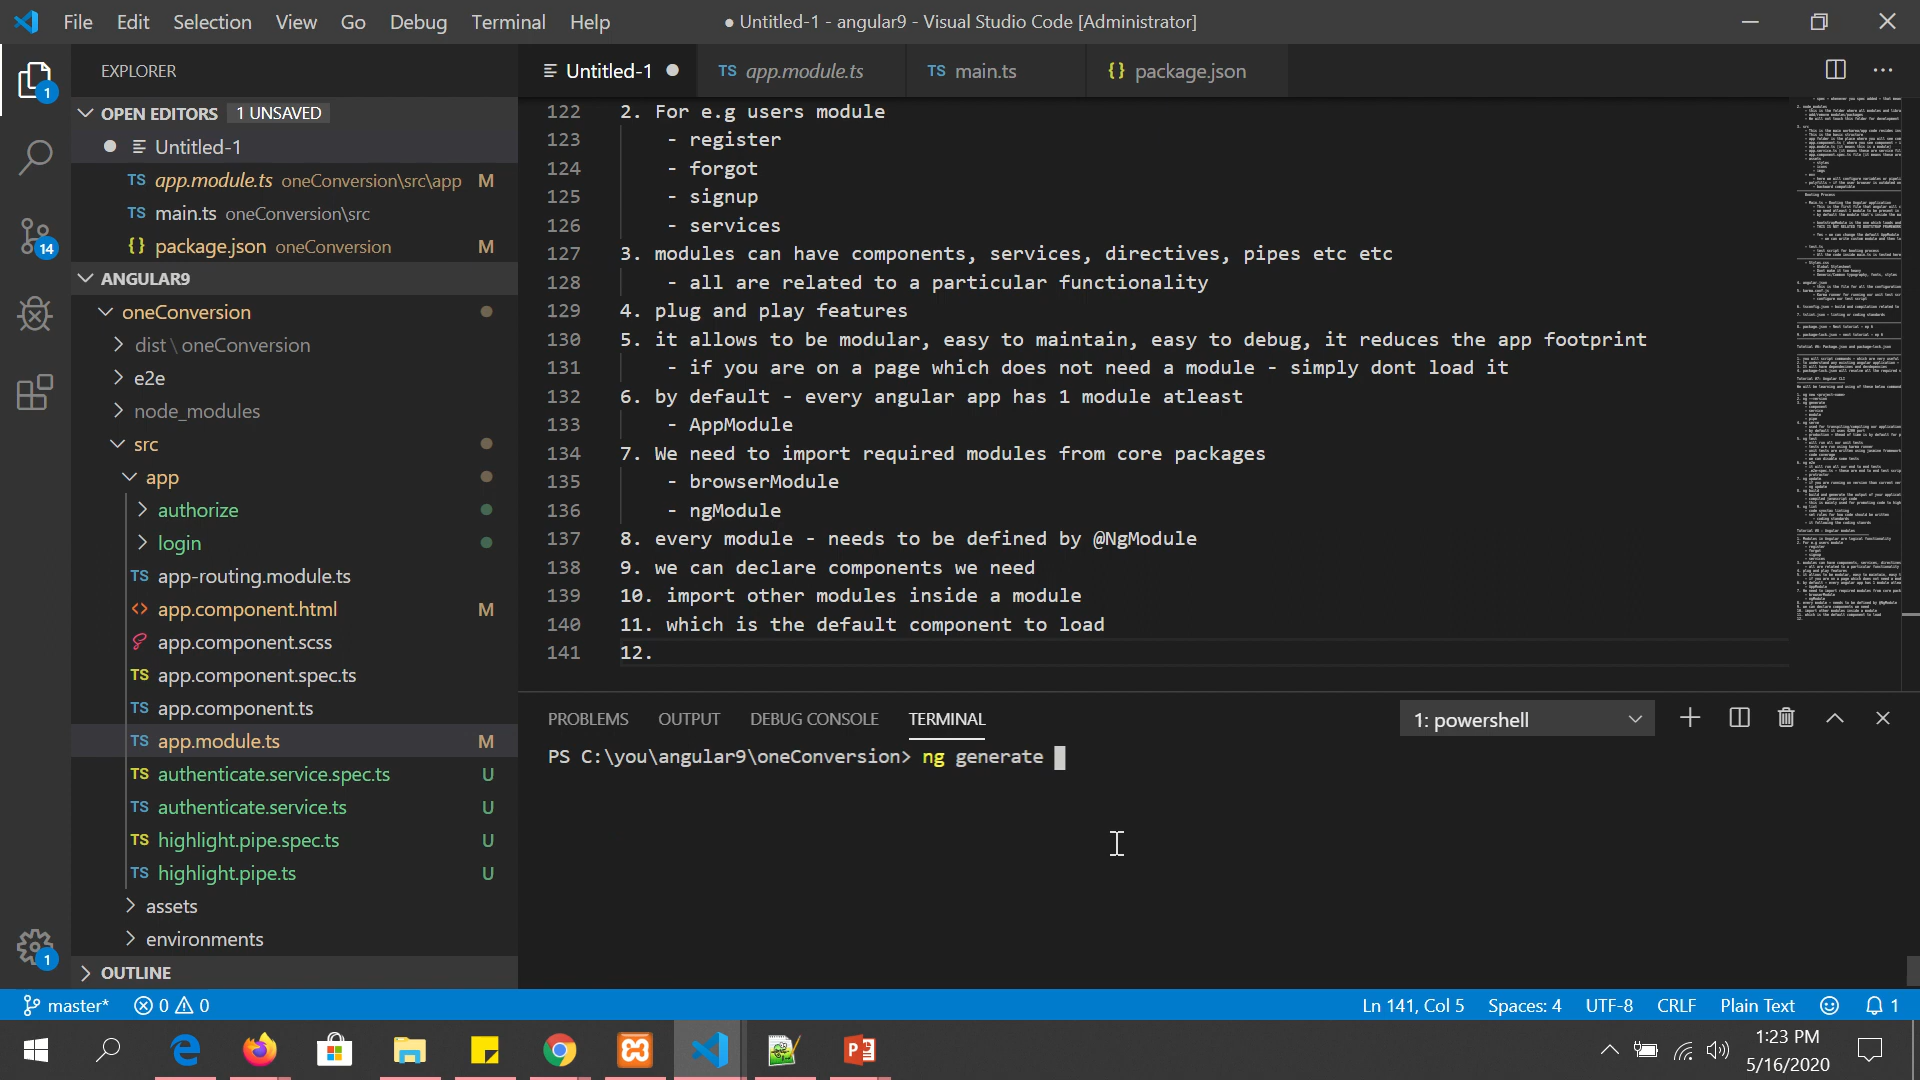 File Edit Selection View Go Debug Terminal Help
● Untitled-1 - angular9 - Visual Studio Code [Administrator]
EXPLORER
1
OPEN EDITORS 1 UNSAVED
Untitled-1
TS app.module.ts oneConversion\src\app M
TS main.ts oneConversion\src
{} package.json oneConversion M
14
ANGULAR9
oneConversion
dist\oneConversion
e2e
node_modules
src
app
authorize
login
TS app-routing.module.ts
<> app.component.html M
app.component.scss
TS app.component.spec.ts
TS app.component.ts
TS app.module.ts M
TS authenticate.service.spec.ts U
TS authenticate.service.ts U
TS highlight.pipe.spec.ts U
TS highlight.pipe.ts U
assets
environments
1
OUTLINE
Untitled-1 TS app.module.ts TS main.ts {} package.json
122 2. For e.g users module
123 - register
124 - forgot
125 - signup
126 - services
127 3. modules can have components, services, directives, pipes etc etc
128 - all are related to a particular functionality
129 4. plug and play features
130 5. it allows to be modular, easy to maintain, easy to debug, it reduces the app footprint
131 - if you are on a page which does not need a module - simply dont load it
132 6. by default - every angular app has 1 module atleast
133 - AppModule
134 7. We need to import required modules from core packages
135 - browserModule
136 - ngModule
137 8. every module - needs to be defined by @NgModule
138 9. we can declare components we need
139 10. import other modules inside a module
140 11. which is the default component to load
141 12.
PROBLEMS OUTPUT DEBUG CONSOLE TERMINAL 1: powershell
PS C:\you\angular9\oneConversion> ng generate
master* 0 0 Ln 141, Col 5 Spaces: 4 UTF-8 CRLF Plain Text 1
1:23 PM
5/16/2020